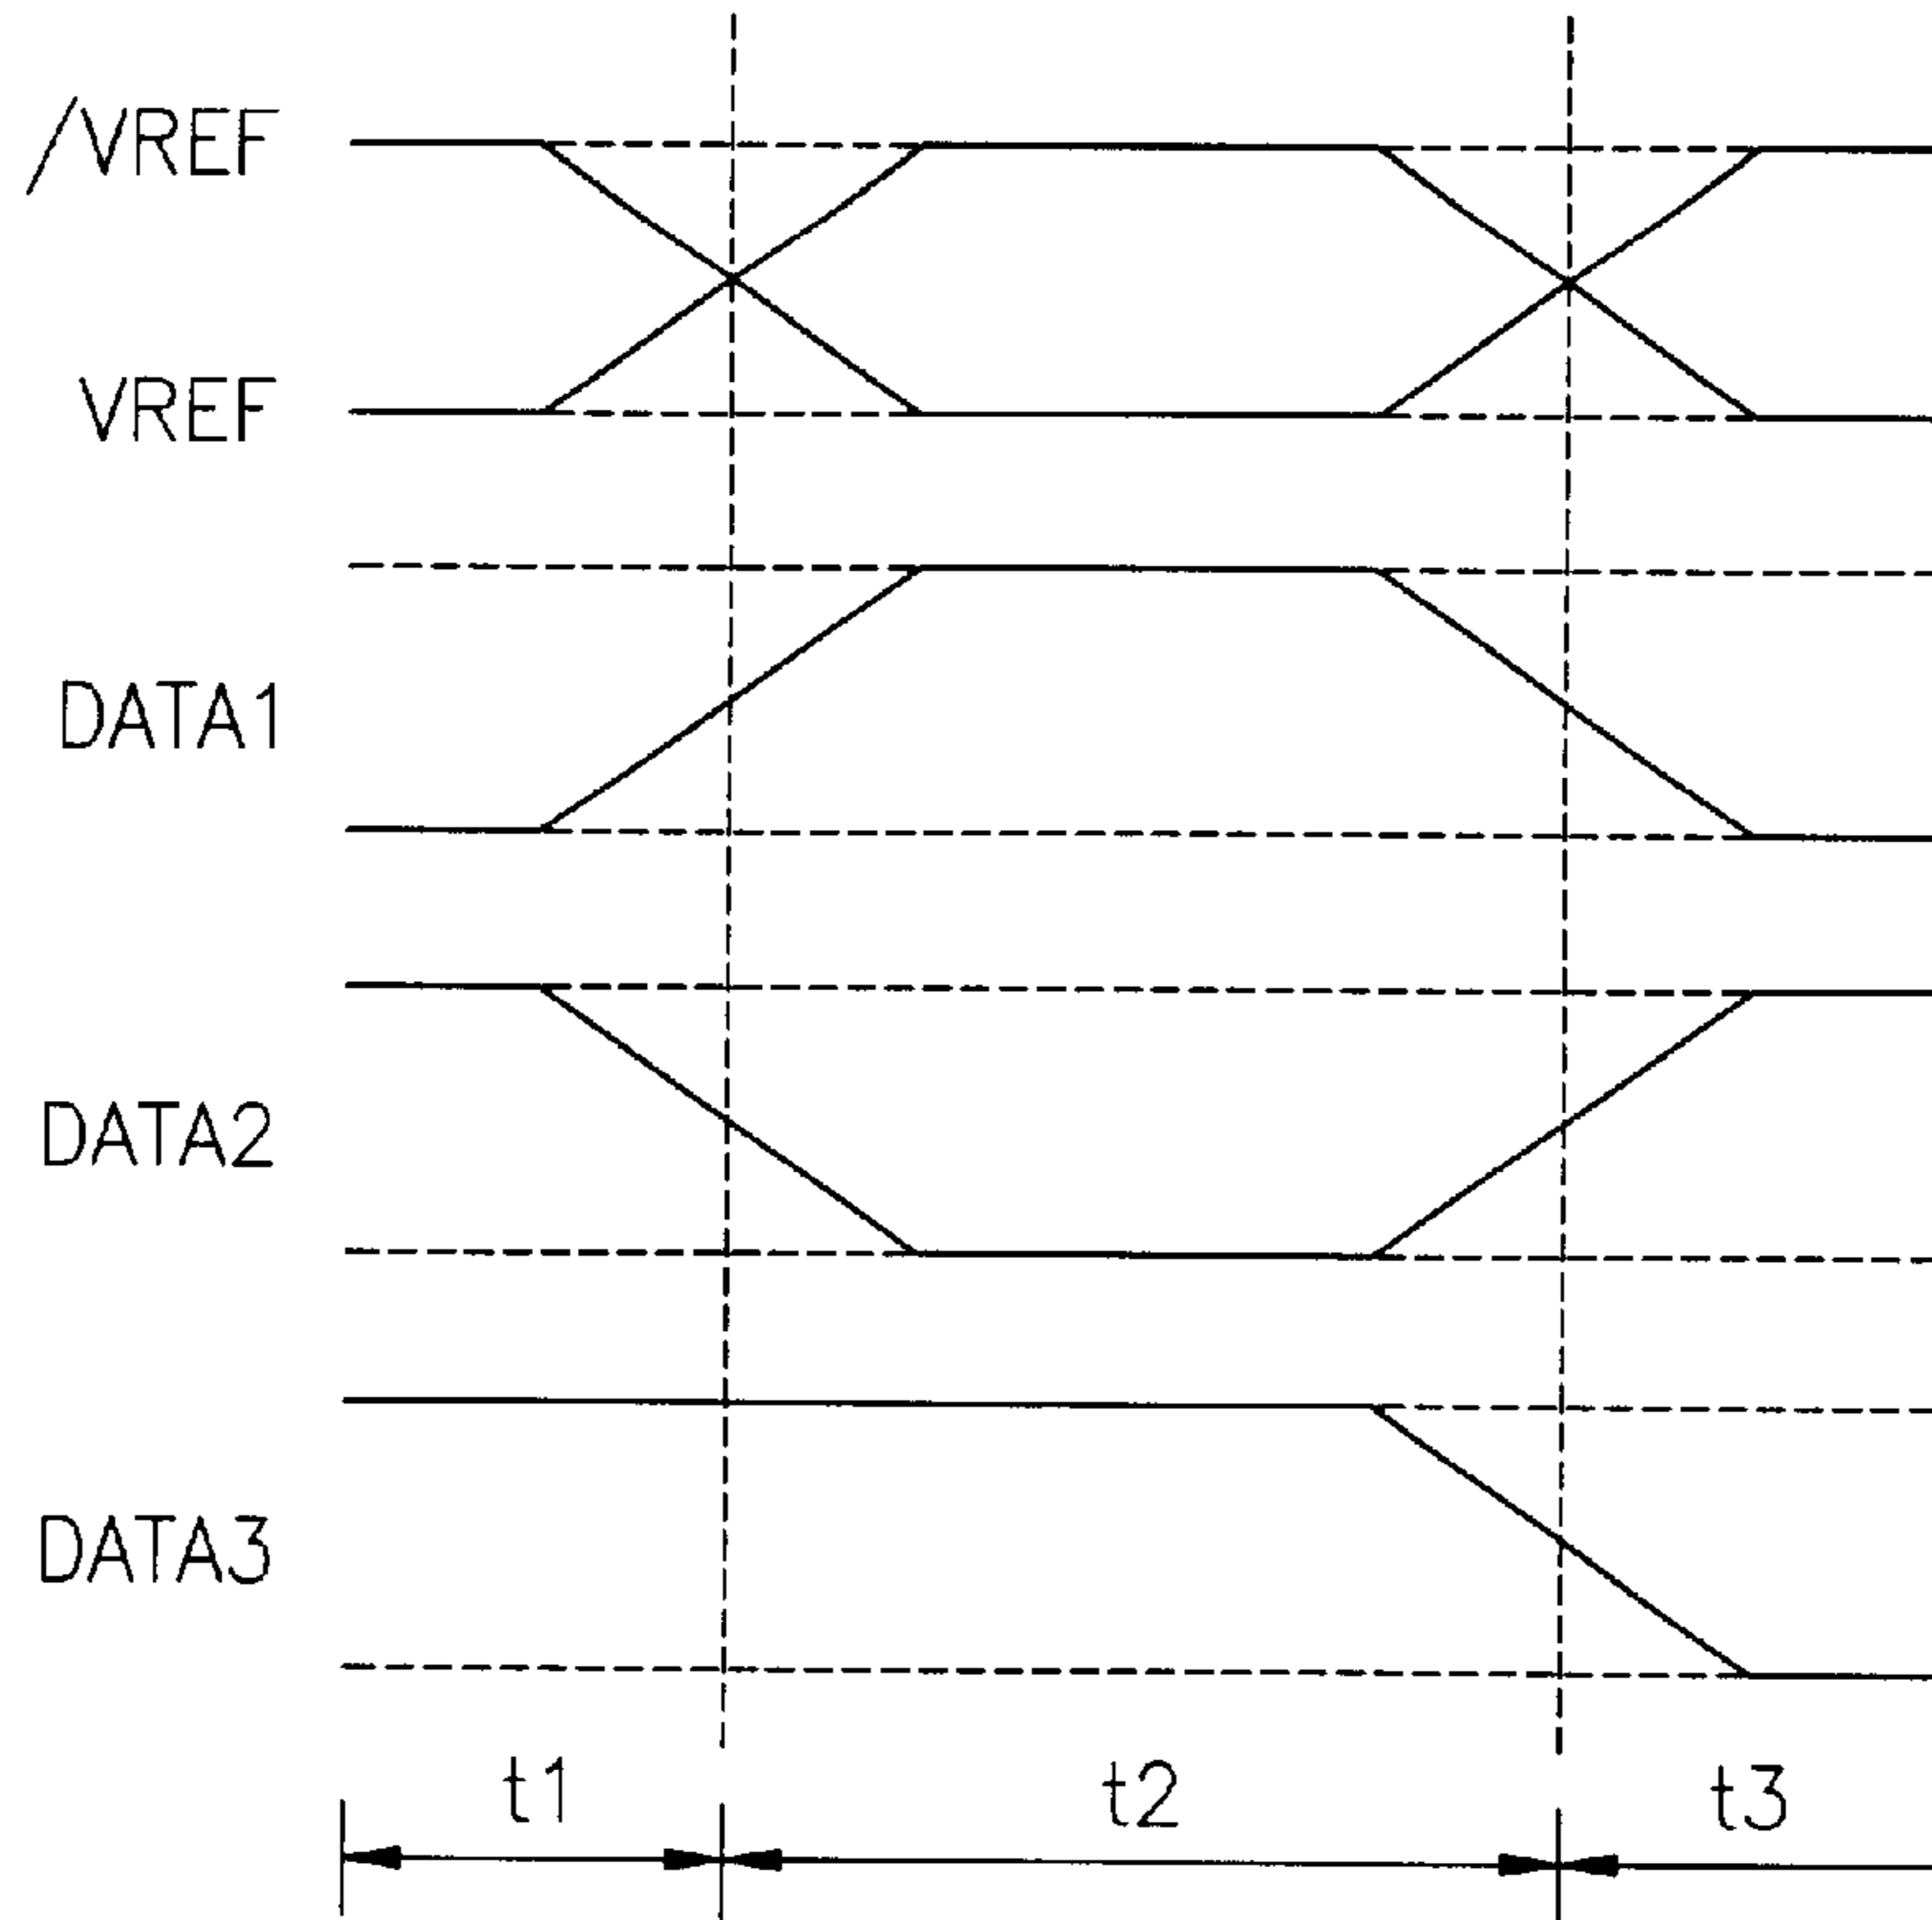 /VREF
VREF
DATA1
DATA2
DATA3
t1 t2 t3